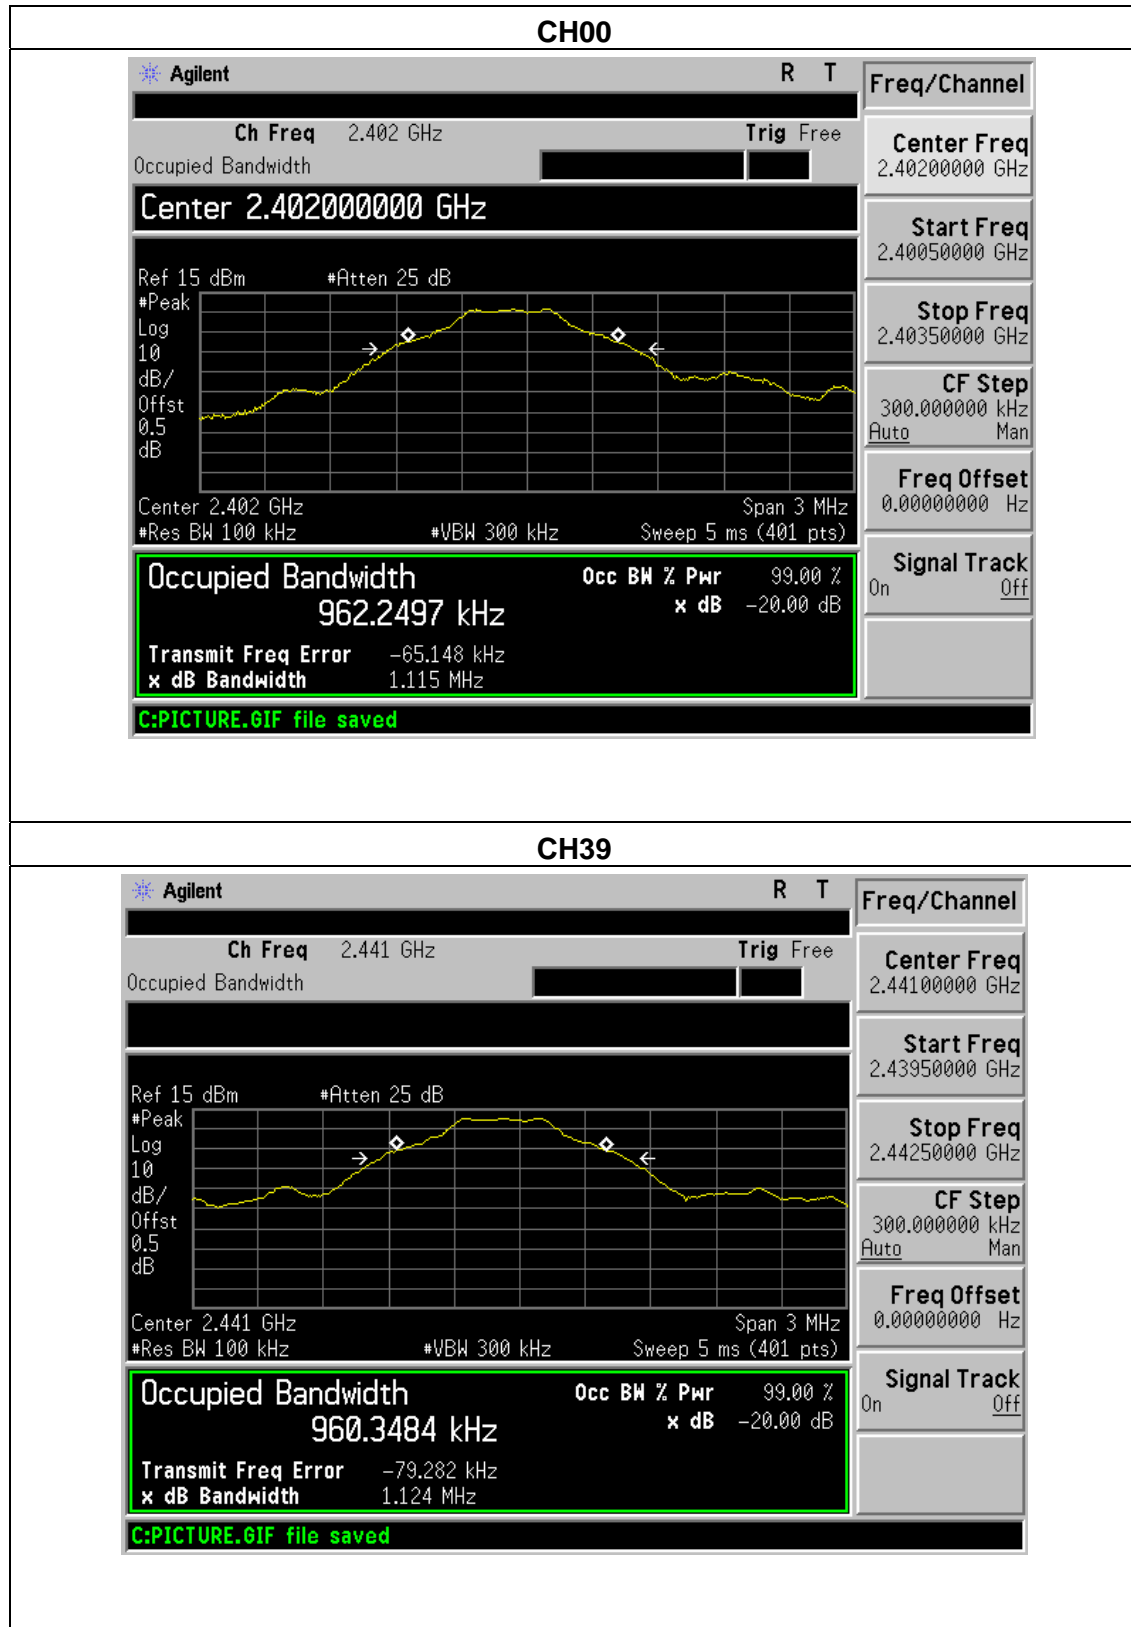 CH00
Agilent R T
Freq/Channel
Ch Freq 2.402 GHz Trig Free
Occupied Bandwidth
Center 2.402000000 GHz
Ref 15 dBm #Atten 25 dB
#Peak
Log
10
dB/
Offst
0.5
dB
Center 2.402 GHz Span 3 MHz
#Res BW 100 kHz #VBW 300 kHz Sweep 5 ms (401 pts)
Occupied Bandwidth Occ BW % Pwr 99.00 %
962.2497 kHz x dB -20.00 dB
Transmit Freq Error -65.148 kHz
x dB Bandwidth 1.115 MHz
C:PICTURE.GIF file saved
Center Freq
2.40200000 GHz
Start Freq
2.40050000 GHz
Stop Freq
2.40350000 GHz
CF Step
300.000000 kHz
Auto Man
Freq Offset
0.00000000 Hz
Signal Track
On Off
CH39
Agilent R T
Freq/Channel
Ch Freq 2.441 GHz Trig Free
Occupied Bandwidth
Ref 15 dBm #Atten 25 dB
#Peak
Log
10
dB/
Offst
0.5
dB
Center 2.441 GHz Span 3 MHz
#Res BW 100 kHz #VBW 300 kHz Sweep 5 ms (401 pts)
Occupied Bandwidth Occ BW % Pwr 99.00 %
960.3484 kHz x dB -20.00 dB
Transmit Freq Error -79.282 kHz
x dB Bandwidth 1.124 MHz
C:PICTURE.GIF file saved
Center Freq
2.44100000 GHz
Start Freq
2.43950000 GHz
Stop Freq
2.44250000 GHz
CF Step
300.000000 kHz
Auto Man
Freq Offset
0.00000000 Hz
Signal Track
On Off